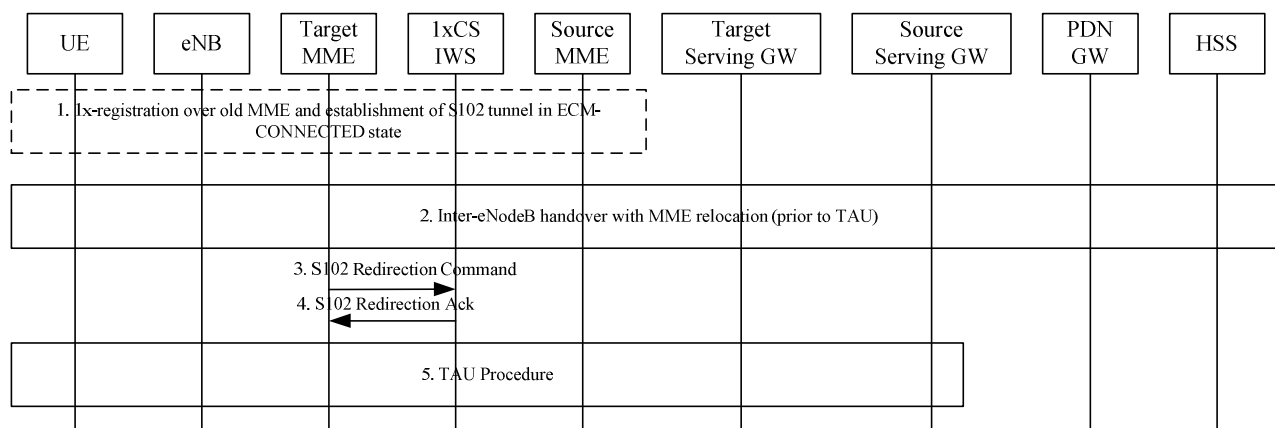 UE
eNB
Target
MME
1xCS
IWS
Source
MME
Target
Serving GW
Source
Serving GW
PDN
GW
HSS
1. 1x-registration over old MME and establishment of S102 tunnel in ECM-
CONNECTED state
2. Inter-eNodeB handover with MME relocation (prior to TAU)
3. S102 Redirection Command
4. S102 Redirection Ack
5. TAU Procedure